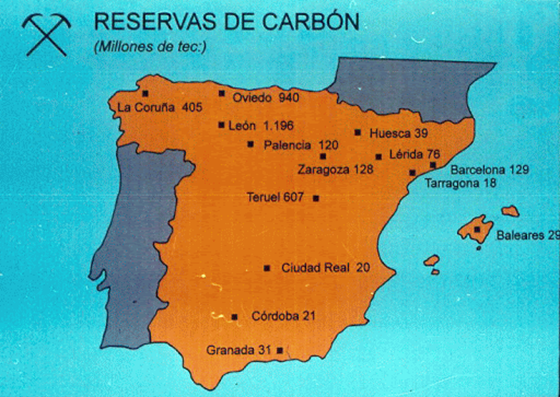 RESERVAS DE CARBÓN
(Millones de tec:)
La Coruña 405
Oviedo 940
León 1.196
Palencia 120
Huesca 39
Zaragoza 128
Lérida 76
Barcelona 129
Tarragona 18
Teruel 607
Baleares 29
Ciudad Real 20
Córdoba 21
Granada 31